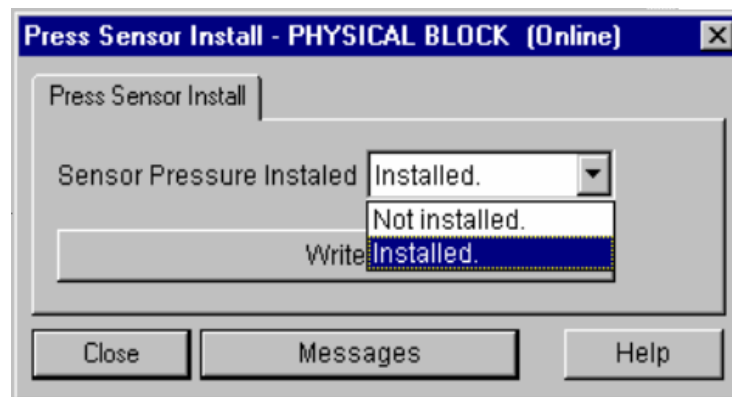 Press Sensor Install - PHYSICAL BLOCK (Online)
Press Sensor Install
Sensor Pressure Instaled Installed.
Not installed.
Write Installed.
Close Messages Help